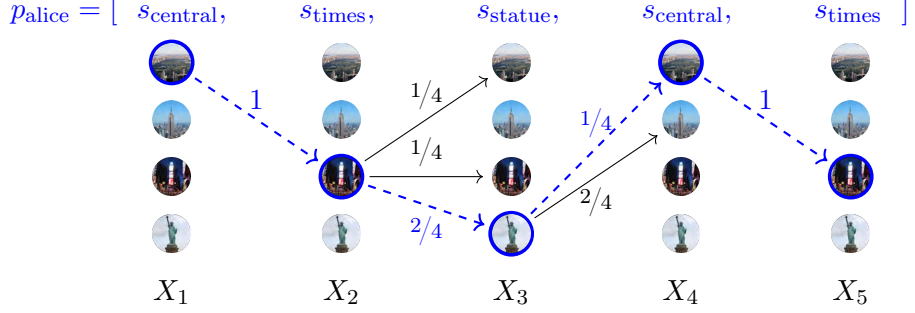 p_alice = [ s_central, s_times, s_statue, s_central, s_times ]
1 1/4 1/4 2/4 1/4 2/4 1
X_1 X_2 X_3 X_4 X_5